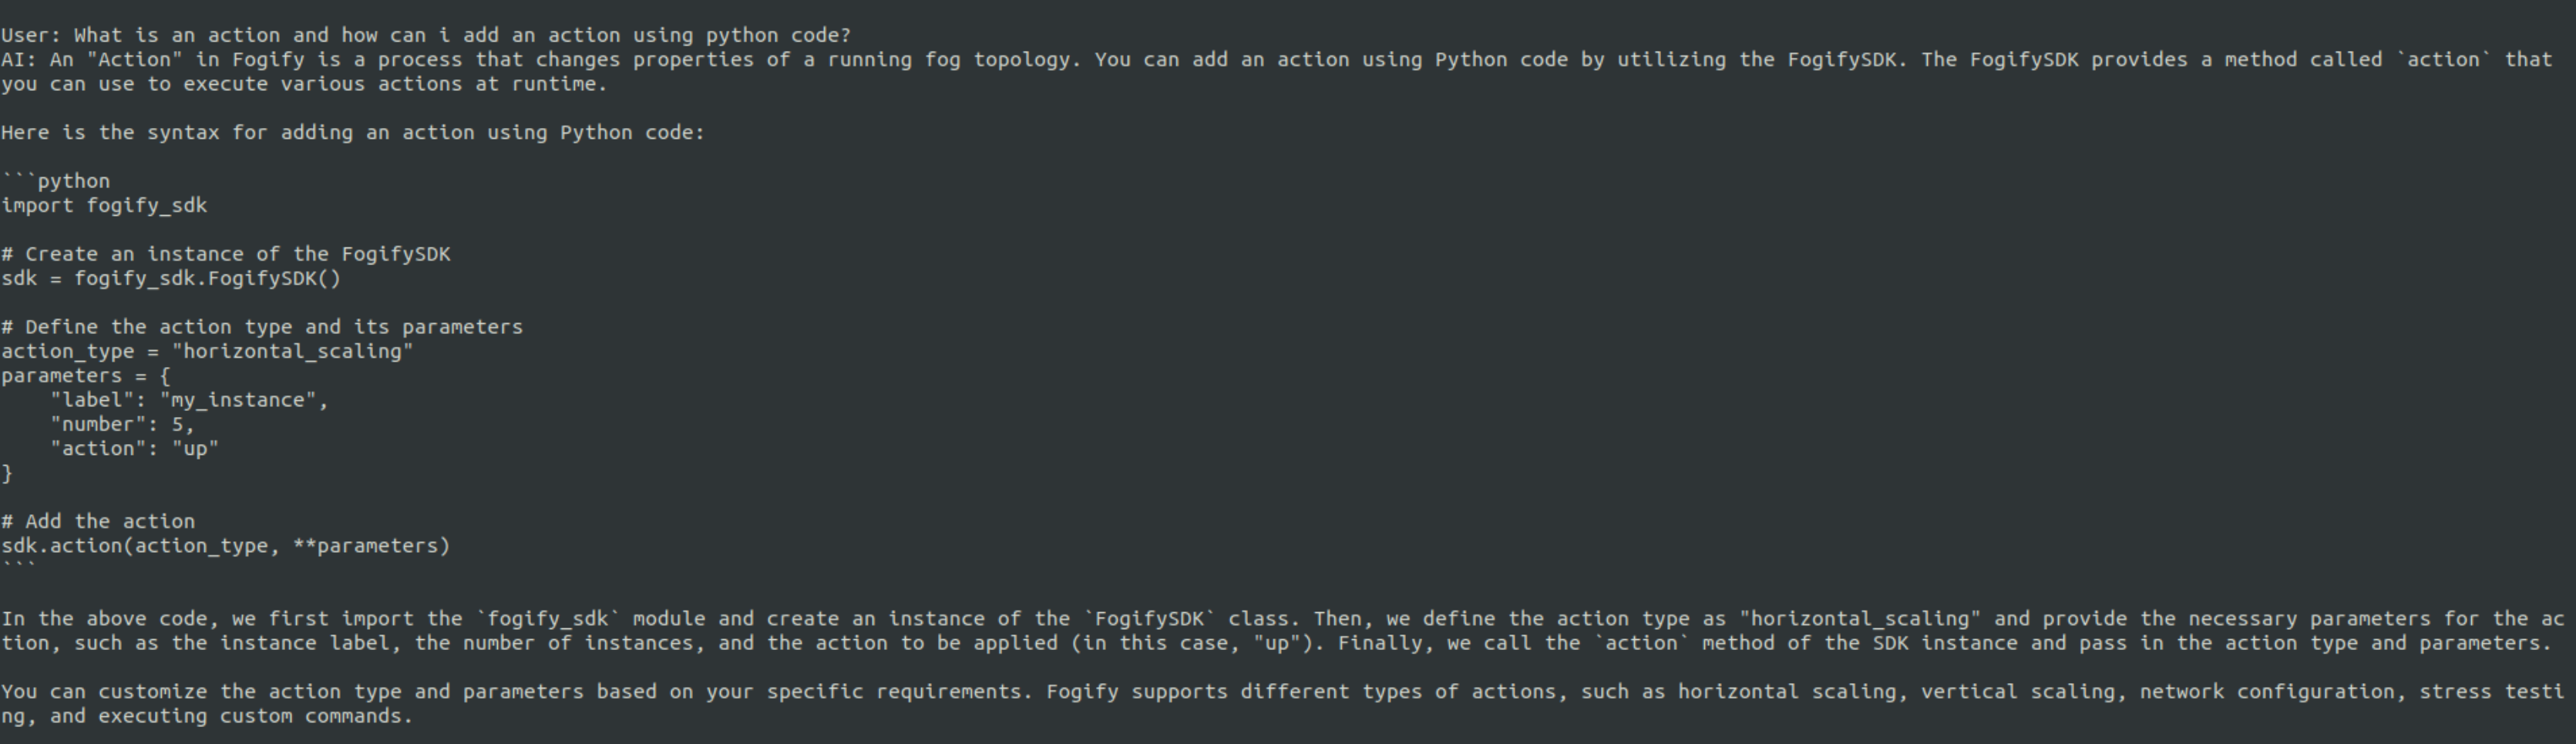 User: What is an action and how can i add an action using python code?
AI: An "Action" in Fogify is a process that changes properties of a running fog topology. You can add an action using Python code by utilizing the FogifySDK. The FogifySDK provides a method called `action` that
you can use to execute various actions at runtime.
Here is the syntax for adding an action using Python code:
```python
import fogify_sdk
# Create an instance of the FogifySDK
sdk = fogify_sdk.FogifySDK()
# Define the action type and its parameters
action_type = "horizontal_scaling"
parameters = {
    "label": "my_instance",
    "number": 5,
    "action": "up"
}
# Add the action
sdk.action(action_type, **parameters)
```
In the above code, we first import the `fogify_sdk` module and create an instance of the `FogifySDK` class. Then, we define the action type as "horizontal_scaling" and provide the necessary parameters for the ac
tion, such as the instance label, the number of instances, and the action to be applied (in this case, "up"). Finally, we call the `action` method of the SDK instance and pass in the action type and parameters.
You can customize the action type and parameters based on your specific requirements. Fogify supports different types of actions, such as horizontal scaling, vertical scaling, network configuration, stress testi
ng, and executing custom commands.